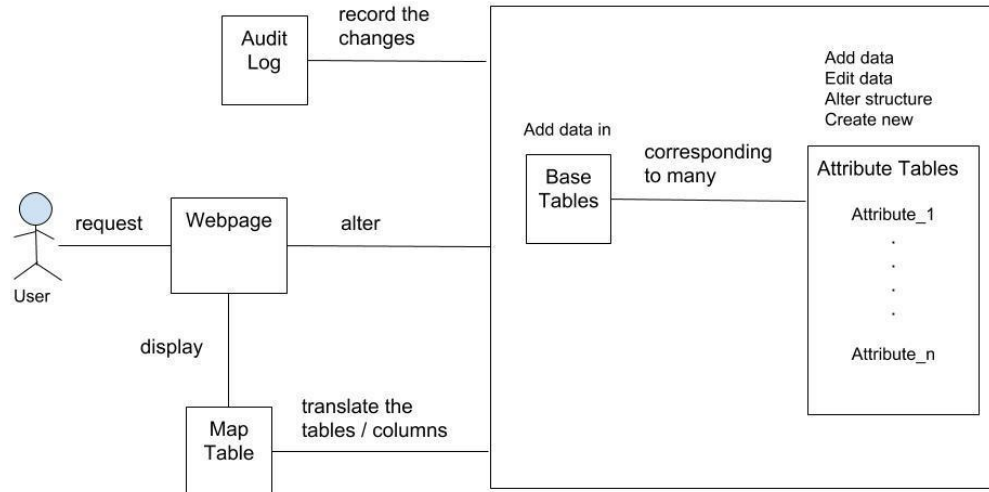 record the
changes
Audit
Log
Add data
Edit data
Alter structure
Create new
Add data in
corresponding
to many
Base
Tables
Attribute Tables
Attribute_1
.
.
.
.
Attribute_n
request
Webpage
alter
User
display
translate the
tables / columns
Map
Table